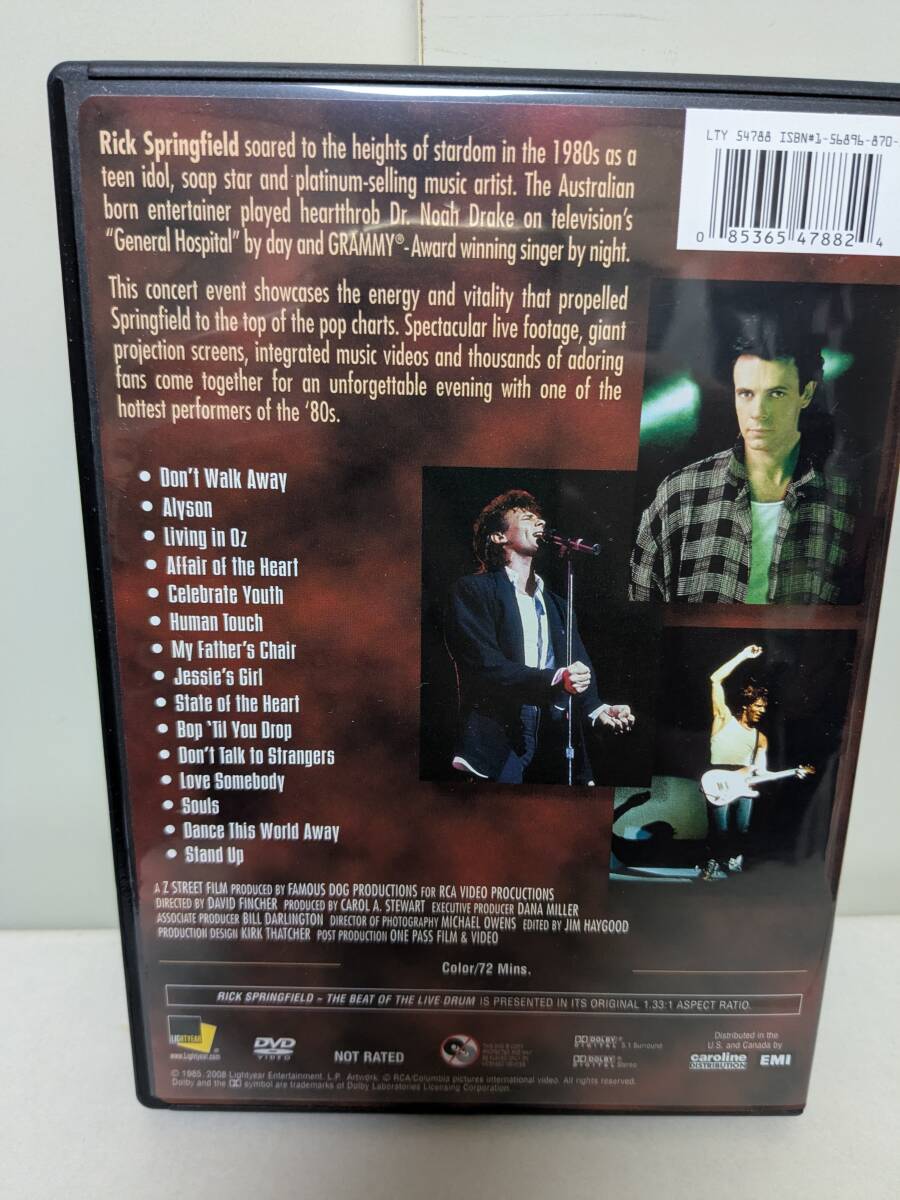 Rick Springfield soared to the heights of stardom in the 1980s as a
teen idol, soap star and platinum-selling music artist. The Australian
born entertainer played heartthrob Dr. Noah Drake on television's
"General Hospital" by day and GRAMMY®-Award winning singer by night.
This concert event showcases the energy and vitality that propelled
Springfield to the top of the pop charts. Spectacular live footage, giant
projection screens, integrated music videos and thousands of adoring
fans come together for an unforgettable evening with one of the
hottest performers of the '80s.
LTY 54788 ISBN#1-56896-870-
0 85365 47882 4
• Don't Walk Away
• Alyson
• Living in Oz
• Affair of the Heart
• Celebrate Youth
• Human Touch
• My Father's Chair
• Jessie's Girl
• State of the Heart
• Bop 'Til You Drop
• Don't Talk to Strangers
• Love Somebody
• Souls
• Dance This World Away
• Stand Up
A Z STREET FILM PRODUCED BY FAMOUS DOG PRODUCTIONS FOR RCA VIDEO PROCUCTIONS
DIRECTED BY DAVID FINCHER PRODUCED BY CAROL A. STEWART EXECUTIVE PRODUCER DANA MILLER
ASSOCIATE PRODUCER BILL DARLINGTON DIRECTOR OF PHOTOGRAPHY MICHAEL OWENS EDITED BY JIM HAYGOOD
PRODUCTION DESIGN KIRK THATCHER POST PRODUCTION ONE PASS FILM & VIDEO
Color/72 Mins.
RICK SPRINGFIELD - THE BEAT OF THE LIVE DRUM IS PRESENTED IN ITS ORIGINAL 1.33:1 ASPECT RATIO.
LIGHTYEAR
www.Lightyear.com
DVD
VIDEO
NOT RATED
DOLBY ®
DIGITAL 5.1 Surround
DOLBY ®
DIGITAL Stereo
Distributed in the
U.S. and Canada by
caroline
DISTRIBUTION
EMI
© 1985, 2008 Lightyear Entertainment, L.P. Artwork: © RCA/Columbia pictures international video. All rights reserved.
Dolby and the symbol are trademarks of Dolby Laboratories Licensing Corporation.